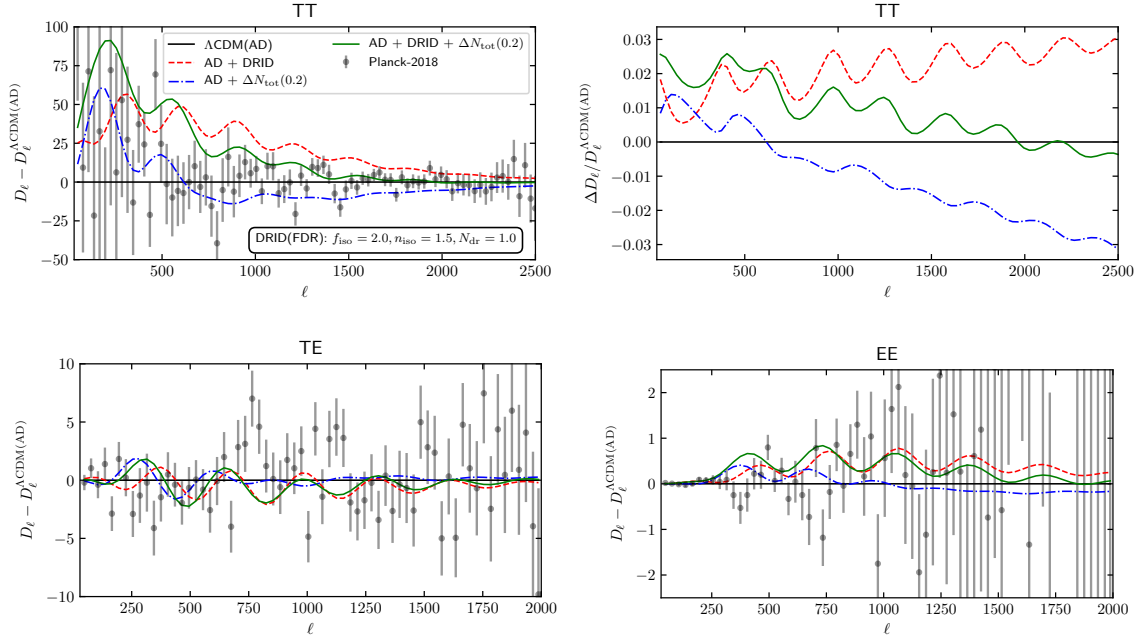 TT
100
75
50
25
0
−25
−50
500
1000
1500
2000
2500
ℓ
D_ℓ − D_ℓ^ΛCDM(AD)
ΛCDM(AD)
AD + DRID
AD + ΔN_tot(0.2)
AD + DRID + ΔN_tot(0.2)
Planck-2018
DRID(FDR): f_iso = 2.0, n_iso = 1.5, N_dr = 1.0
TT
0.03
0.02
0.01
0.00
−0.01
−0.02
−0.03
500
1000
1500
2000
2500
ℓ
ΔD_ℓ/D_ℓ^ΛCDM(AD)
TE
10
5
0
−5
−10
250
500
750
1000
1250
1500
1750
2000
ℓ
D_ℓ − D_ℓ^ΛCDM(AD)
EE
2
1
0
−1
−2
250
500
750
1000
1250
1500
1750
2000
ℓ
D_ℓ − D_ℓ^ΛCDM(AD)